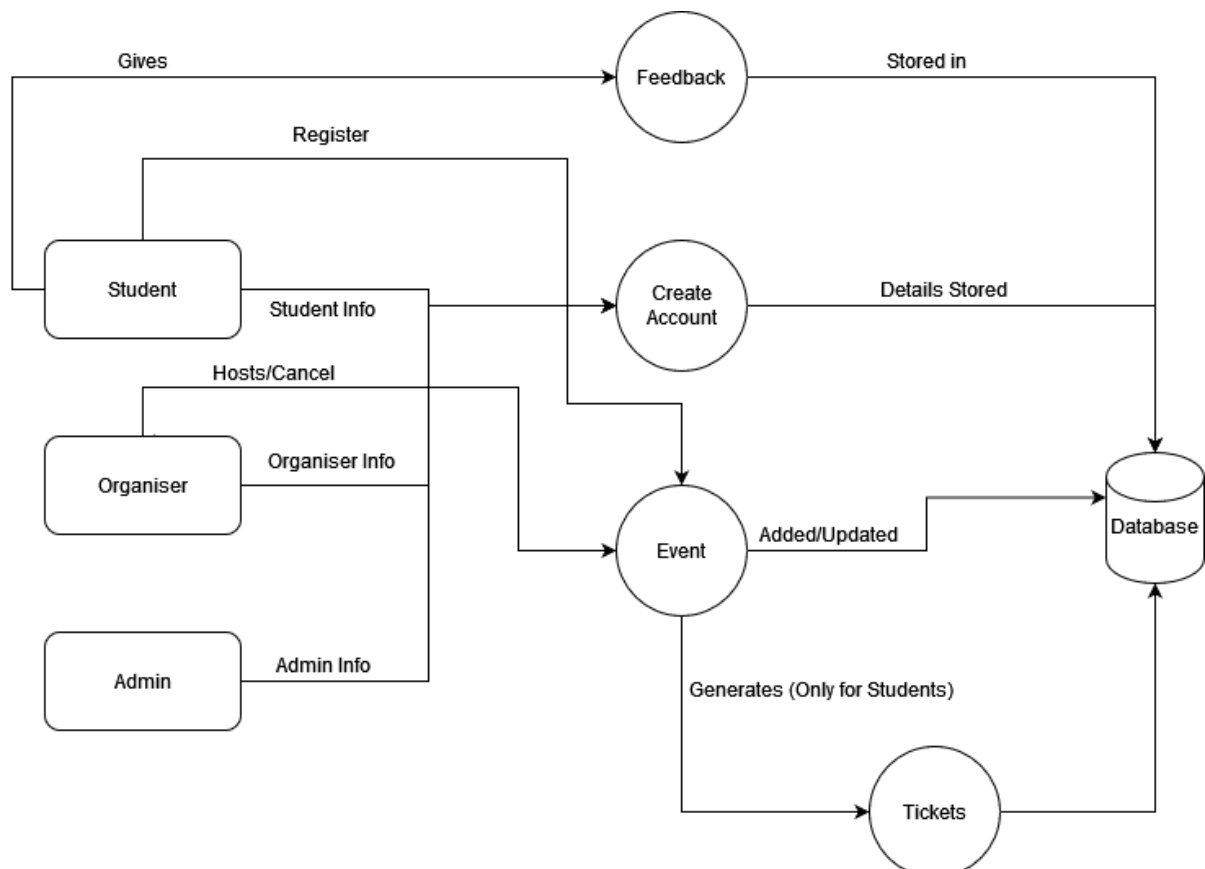 Gives
Feedback
Stored in
Register
Student
Student Info
Create
Account
Details Stored
Hosts/Cancel
Organiser
Organiser Info
Event
Added/Updated
Database
Admin
Admin Info
Generates (Only for Students)
Tickets